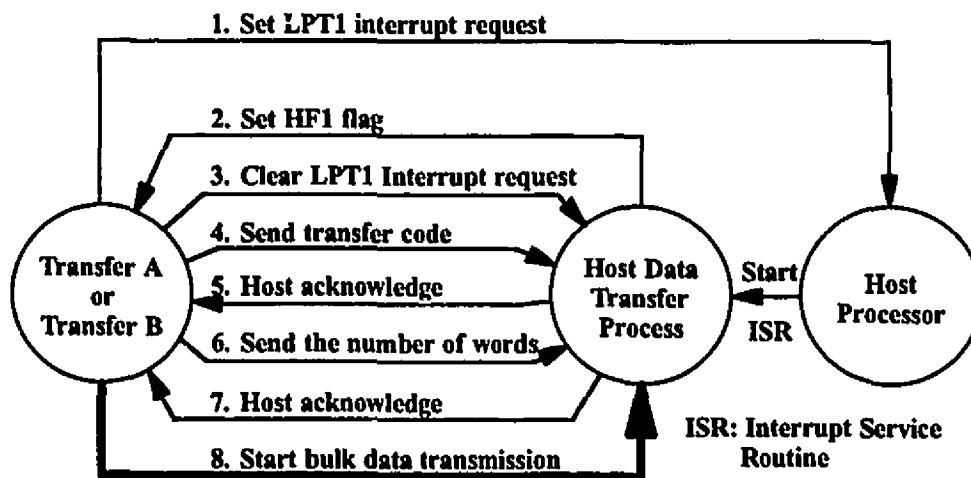 1. Set LPT1 interrupt request
2. Set HF1 flag
3. Clear LPT1 Interrupt request
4. Send transfer code
Transfer A
or
Transfer B
5. Host acknowledge
6. Send the number of words
7. Host acknowledge
8. Start bulk data transmission
Host Data
Transfer
Process
Start
ISR
Host
Processor
ISR: Interrupt Service
Routine